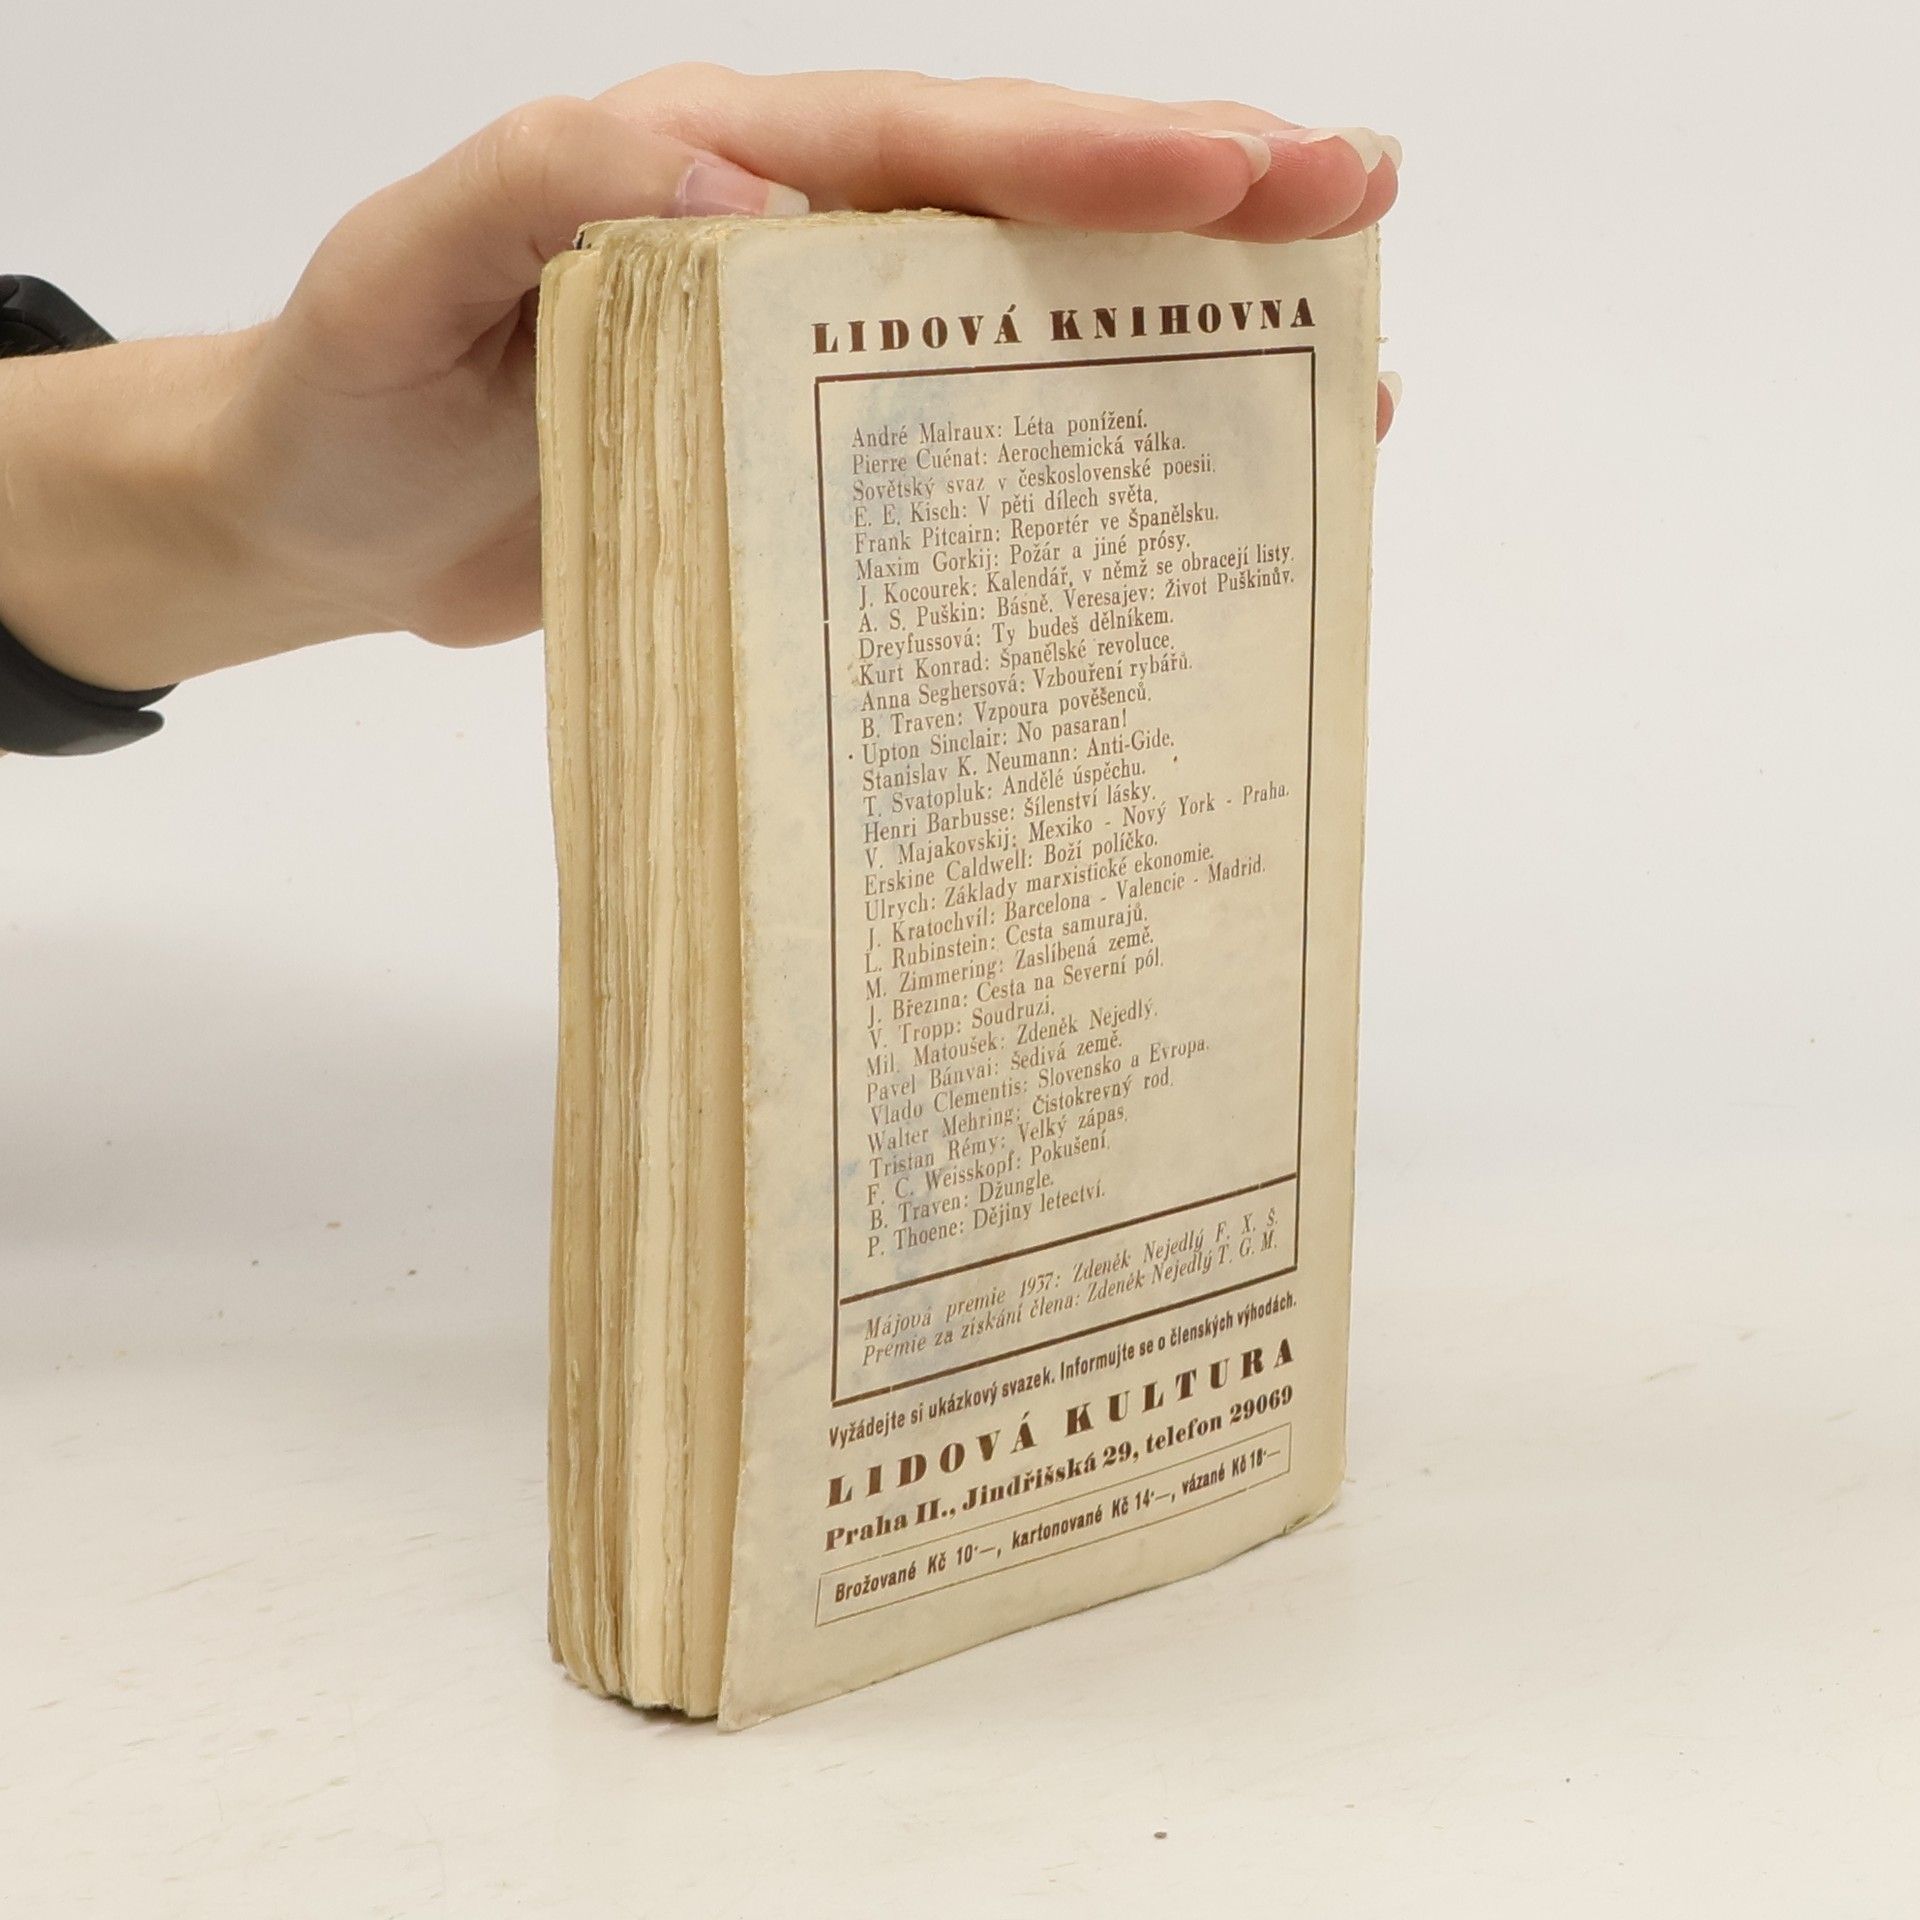 LIDOVÁ KNIHOVNA
André Malraux: Léta ponížení.
Pierre Cuénat: Aerochemická válka.
Sovětský svaz v československé poesii.
E. E. Kisch: V pěti dílech světa.
Frank Pitcairn: Reportér ve Španělsku.
Maxim Gorkij: Požár a jiné prósy.
J. Kocourek: Kalendář, v němž se obracejí listy.
A. S. Puškin: Básně. Veresajev: Život Puškinův.
Dreyfussová: Ty budeš dělníkem.
Kurt Konrad: Španělské revoluce.
Anna Seghersová: Vzbouření rybářů.
B. Traven: Vzpoura pověšenců.
Upton Sinclair: No pasaran!
Stanislav K. Neumann: Anti-Gide.
T. Svatopluk: Andělé úspěchu.
Henri Barbusse: Šílenství lásky.
V. Majakovskij: Mexiko - Nový York - Praha.
Erskine Caldwell: Boží políčko.
Ulrych: Základy marxistické ekonomie.
J. Kratochvíl: Barcelona - Valencie - Madrid.
L. Rubinstein: Cesta samurajů.
M. Zimmering: Zaslíbená země.
J. Březina: Cesta na Severní pól.
V. Tropp: Soudruzi.
Mil. Matoušek: Zdeněk Nejedlý.
Pavel Bányai: Šedivá země.
Vlado Clementis: Slovensko a Evropa.
Walter Mehring: Čistokrevný rod.
Tristan Rémy: Velký zápas.
F. C. Weisskopf: Pokušení.
B. Traven: Džungle.
P. Thoene: Dějiny letectví.
Májová premie 1937: Zdeněk Nejedlý F. X. Š.
Premie za získání člena: Zdeněk Nejedlý T. G. M.
Vyžádejte si ukázkový svazek. Informujte se o členských výhodách.
LIDOVÁ KULTURA
Praha II., Jindřišská 29, telefon 29069
Brožované Kč 10·—, kartonované Kč 14·—, vázané Kč 18·—